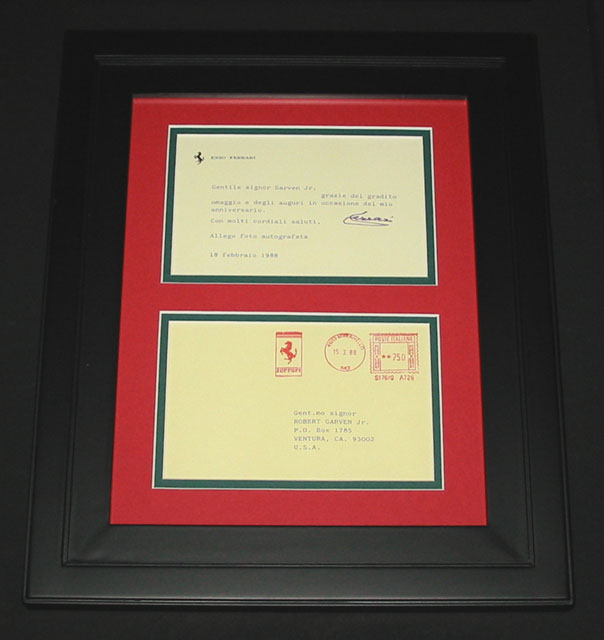 ENZO FERRARI
Gentile signor Garven Jr.
grazie del gradito
omaggio e degli auguri in occasione del mio
anniversario.
Con molti cordiali saluti.
Ferrari
Allego foto autografata
18 febbraio 1988
Ferrari
15 3 88
POSTE ITALIANE
**750
Gent.mo signor
ROBERT GARVEN Jr.
P.O. Box 1785
VENTURA, CA. 93002
U.S.A.